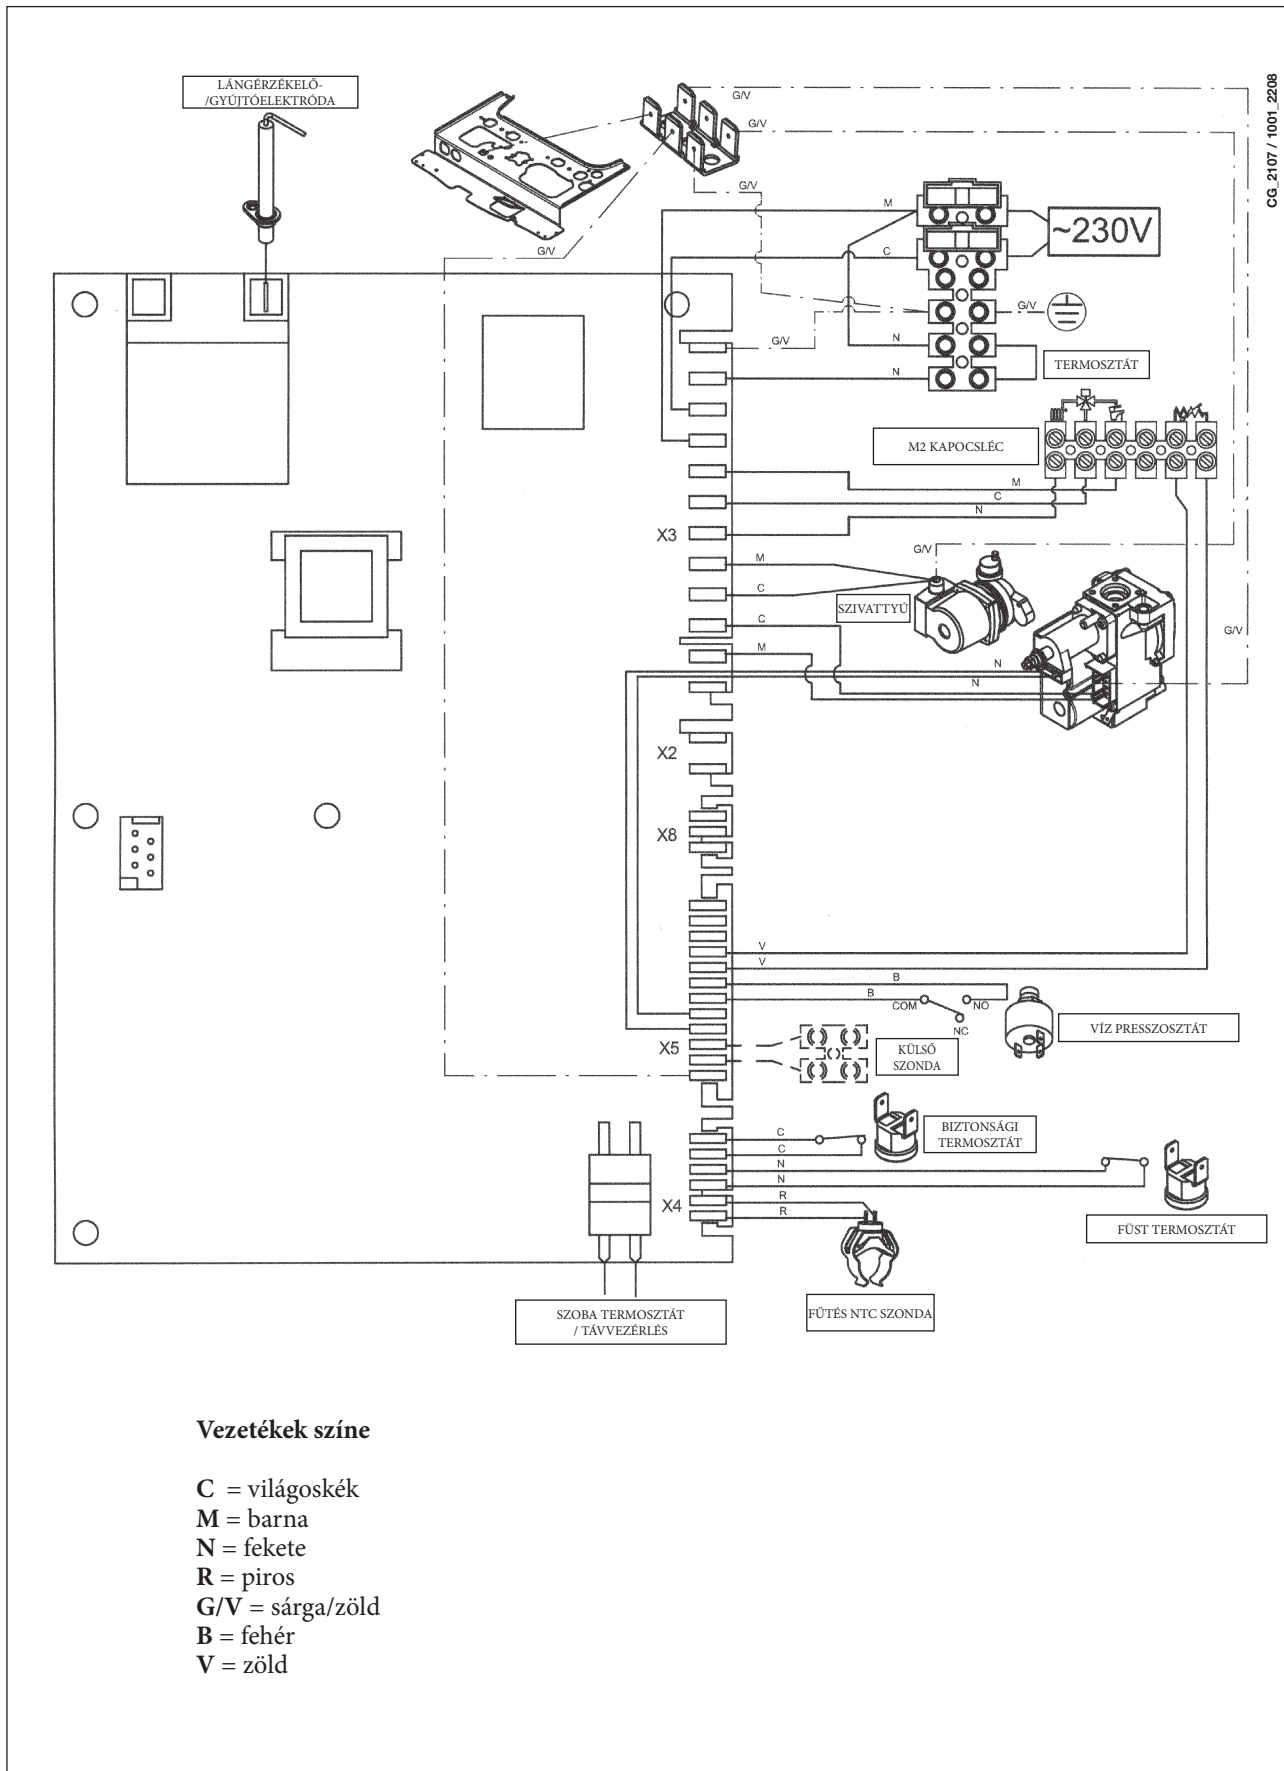 CG_2107 / 1001_2208
LÁNGÉRZÉKELŐ-
/GYÚJTÓELEKTRÓDA
G/V
G/V
G/V
G/V
M
~230V
C
G/V
G/V
N
TERMOSZTÁT
N
M2 KAPOCSLÉC
M
C
N
X3
G/V
M
C
SZIVATTYÚ
C
G/V
M
N
N
X2
X8
V
V
B
B
COM
NO
NC
VÍZ PRESSZOSZTÁT
X5
KÜLSŐ
SZONDA
C
C
BIZTONSÁGI
TERMOSZTÁT
N
N
R
X4
R
FÜST TERMOSZTÁT
SZOBA TERMOSZTÁT
/ TÁVVEZÉRLÉS
FŰTÉS NTC SZONDA
Vezetékek színe
C = világoskék
M = barna
N = fekete
R = piros
G/V = sárga/zöld
B = fehér
V = zöld